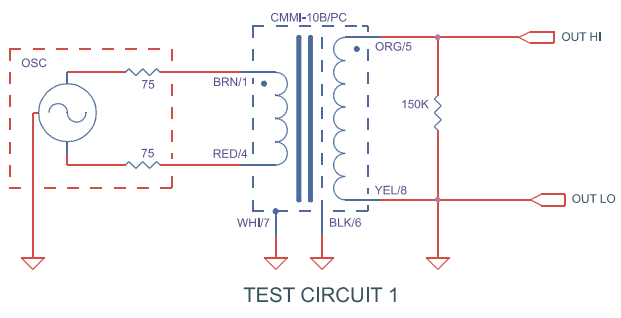 CMMI-10B/PC
OSC
75
BRN/1
ORG/5
OUT HI
150K
75
RED/4
YEL/8
OUT LO
WHI/7
BLK/6
TEST CIRCUIT 1